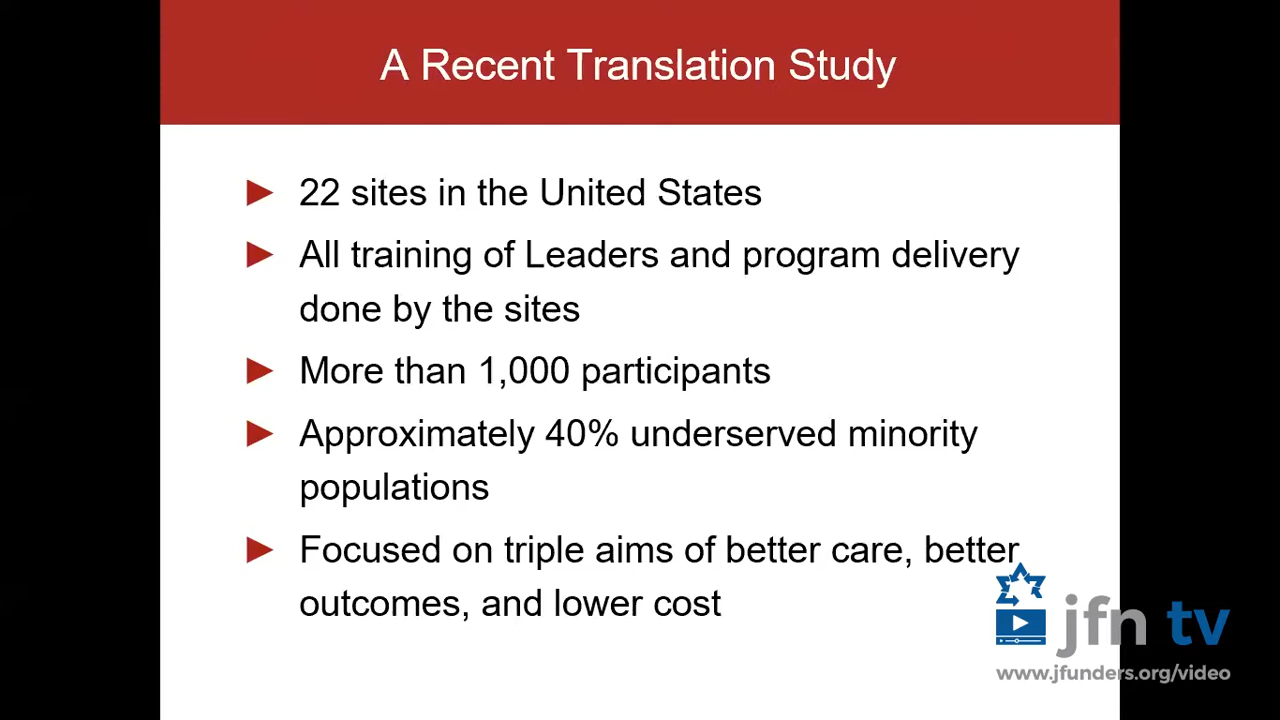 A Recent Translation Study
22 sites in the United States
All training of Leaders and program delivery
done by the sites
More than 1,000 participants
Approximately 40% underserved minority
populations
Focused on triple aims of better care, better
outcomes, and lower cost
jfn tv
www.jfunders.org/video